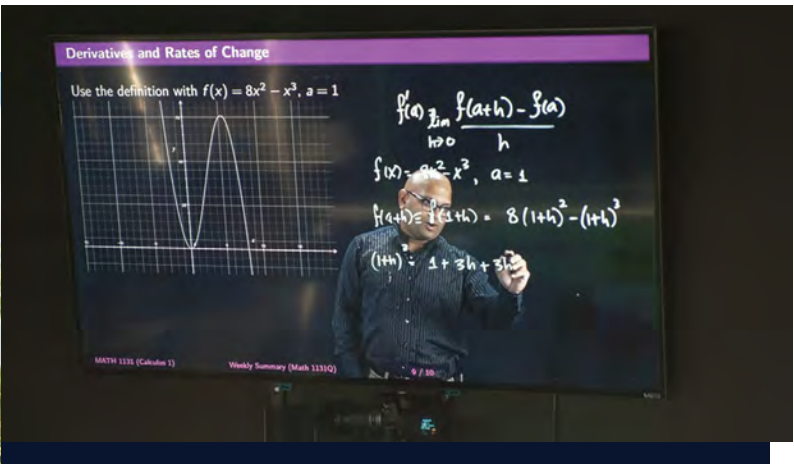 Derivatives and Rates of Change
Use the definition with f(x) = 8x² − x³, a = 1
f'(a) = lim h→0 f(a+h) - f(a) / h
f(x) = 8x² - x³, a = 1
f(a+h) = f(1+h) = 8(1+h)² - (1+h)³
(1+h)³ = 1 + 3h + 3h
MATH 1131 (Calculus 1)
Weekly Summary (Math 1131Q)
9 / 10